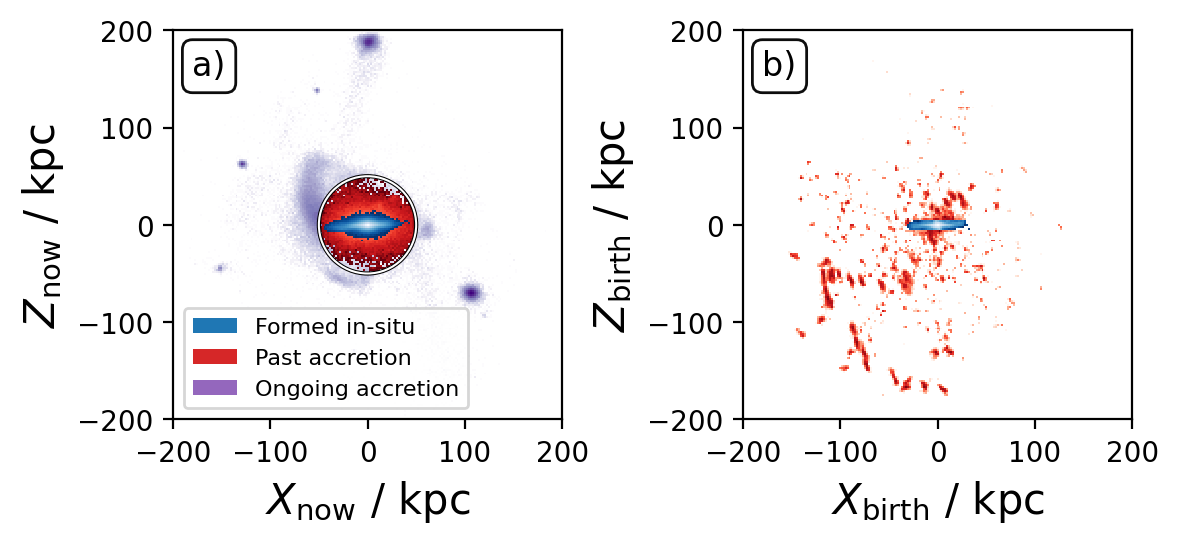 a)
200
100
0
−100
−200
Z_now / kpc
Formed in-situ
Past accretion
Ongoing accretion
−200 −100 0 100 200
X_now / kpc
b)
200
100
0
−100
−200
Z_birth / kpc
−200 −100 0 100 200
X_birth / kpc